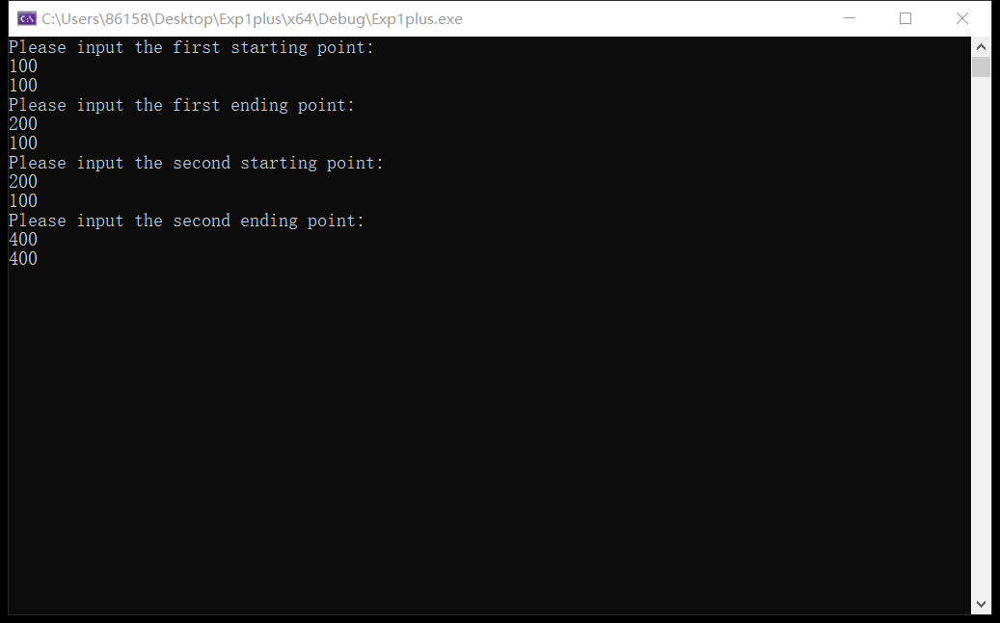 C:\Users\86158\Desktop\Exp1plus\x64\Debug\Exp1plus.exe
Please input the first starting point:
100
100
Please input the first ending point:
200
100
Please input the second starting point:
200
100
Please input the second ending point:
400
400